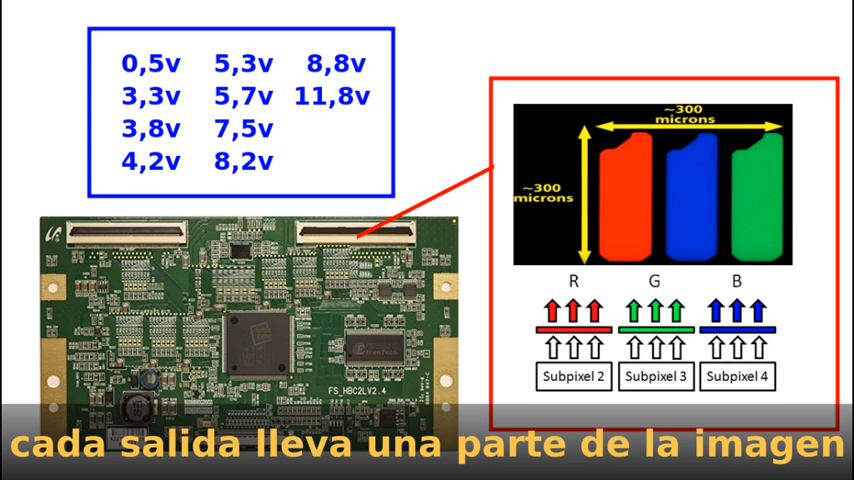 0,5v 5,3v 8,8v
3,3v 5,7v 11,8v
3,8v 7,5v
4,2v 8,2v
~300
microns
~300
microns
R G B
Subpixel 2 Subpixel 3 Subpixel 4
FS_HBC2LV2.4
cada salida lleva una parte de la imagen